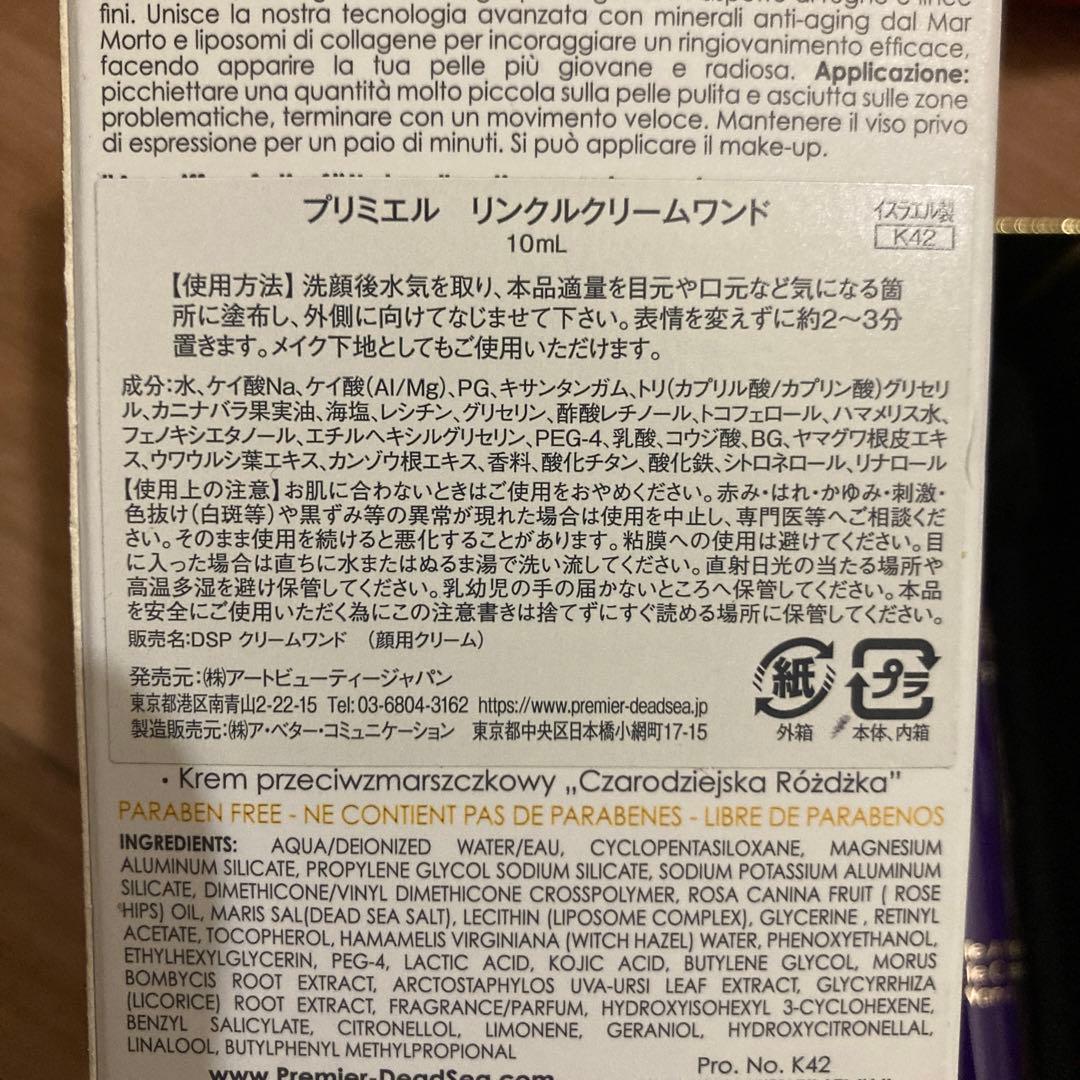 fini. Unisce la nostra tecnologia avanzata con minerali anti-aging dal Mar
Morto e liposomi di collagene per incoraggiare un ringiovanimento efficace,
facendo apparire la tua pelle più giovane e radiosa. Applicazione:
picchiettare una quantità molto piccola sulla pelle pulita e asciutta sulle zone
problematiche, terminare con un movimento veloce. Mantenere il viso privo
di espressione per un paio di minuti. Si può applicare il make-up.
プリミエル リンクルクリームワンド
10mL
イスラエル製
K42
【使用方法】洗顔後水気を取り、本品適量を目元や口元など気になる箇
所に塗布し、外側に向けてなじませて下さい。表情を変えずに約2〜3分
置きます。メイク下地としてもご使用いただけます。
成分:水、ケイ酸Na、ケイ酸(Al/Mg)、PG、キサンタンガム、トリ(カプリル酸/カプリン酸)グリセリ
ル、カニナバラ果実油、海塩、レシチン、グリセリン、酢酸レチノール、トコフェロール、ハマメリス水、
フェノキシエタノール、エチルヘキシルグリセリン、PEG-4、乳酸、コウジ酸、BG、ヤマグワ根皮エキ
ス、ウワウルシ葉エキス、カンゾウ根エキス、香料、酸化チタン、酸化鉄、シトロネロール、リナロール
【使用上の注意】お肌に合わないときはご使用をおやめください。赤み・はれ・かゆみ・刺激・
色抜け(白斑等)や黒ずみ等の異常が現れた場合は使用を中止し、専門医等へご相談くだ
さい。そのまま使用を続けると悪化することがあります。粘膜への使用は避けてください。目
に入った場合は直ちに水またはぬるま湯で洗い流してください。直射日光の当たる場所や
高温多湿を避け保管してください。乳幼児の手の届かないところへ保管してください。本品
を安全にご使用いただく為にこの注意書きは捨てずにすぐ読める場所に保管してください。
販売名:DSP クリームワンド (顔用クリーム)
発売元:㈱アートビューティージャパン
東京都港区南青山2-22-15 Tel:03-6804-3162 https://www.premier-deadsea.jp
製造販売元:㈱ア・ベター・コミュニケーション 東京都中央区日本橋小網町17-15
紙
外箱
プラ
本体、内箱
• Krem przeciwzmarszczkowy „Czarodziejska Różdżka"
PARABEN FREE - NE CONTIENT PAS DE PARABENES - LIBRE DE PARABENOS
INGREDIENTS: AQUA/DEIONIZED WATER/EAU, CYCLOPENTASILOXANE, MAGNESIUM
ALUMINUM SILICATE, PROPYLENE GLYCOL SODIUM SILICATE, SODIUM POTASSIUM ALUMINUM
SILICATE, DIMETHICONE/VINYL DIMETHICONE CROSSPOLYMER, ROSA CANINA FRUIT ( ROSE
HIPS) OIL, MARIS SAL(DEAD SEA SALT), LECITHIN (LIPOSOME COMPLEX), GLYCERINE , RETINYL
ACETATE, TOCOPHEROL, HAMAMELIS VIRGINIANA (WITCH HAZEL) WATER, PHENOXYETHANOL,
ETHYLHEXYLGLYCERIN, PEG-4, LACTIC ACID, KOJIC ACID, BUTYLENE GLYCOL, MORUS
BOMBYCIS ROOT EXTRACT, ARCTOSTAPHYLOS UVA-URSI LEAF EXTRACT, GLYCYRRHIZA
(LICORICE) ROOT EXTRACT, FRAGRANCE/PARFUM, HYDROXYISOHEXYL 3-CYCLOHEXENE,
BENZYL SALICYLATE, CITRONELLOL, LIMONENE, GERANIOL, HYDROXYCITRONELLAL,
LINALOOL, BUTYLPHENYL METHYLPROPIONAL
Pro. No. K42
www.Premier-DeadSea.com